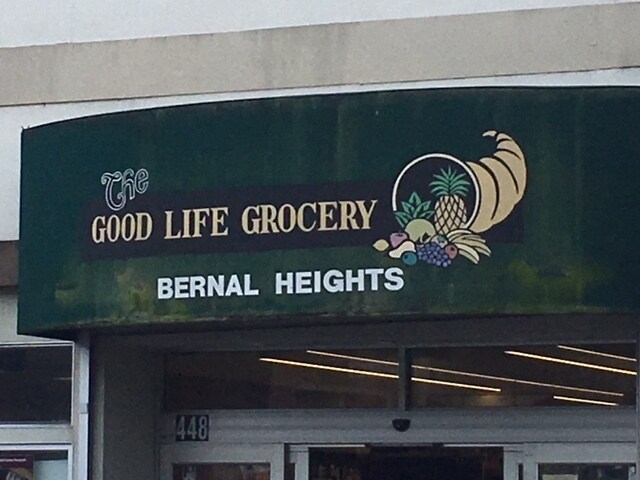 The
GOOD LIFE GROCERY
BERNAL HEIGHTS
448